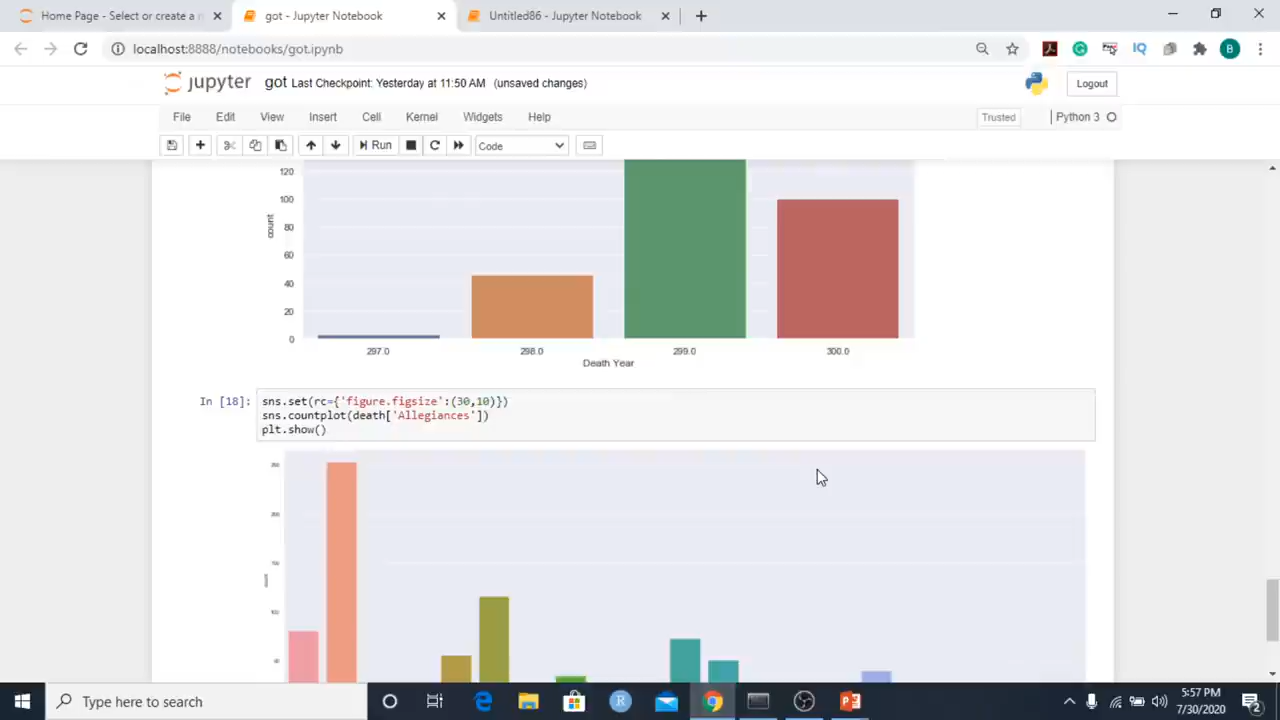 Home Page - Select or create a n
got - Jupyter Notebook
Untitled86 - Jupyter Notebook
localhost:8888/notebooks/got.ipynb
jupyter got Last Checkpoint: Yesterday at 11:50 AM (unsaved changes)
Logout
File Edit View Insert Cell Kernel Widgets Help
Trusted
Python 3
Run
Code
120
100
80
60
40
20
0
count
297.0 298.0 299.0 300.0
Death Year
In [18]:
sns.set(rc={'figure.figsize':(30,10)})
sns.countplot(death['Allegiances'])
plt.show()
Type here to search
5:57 PM
7/30/2020
2